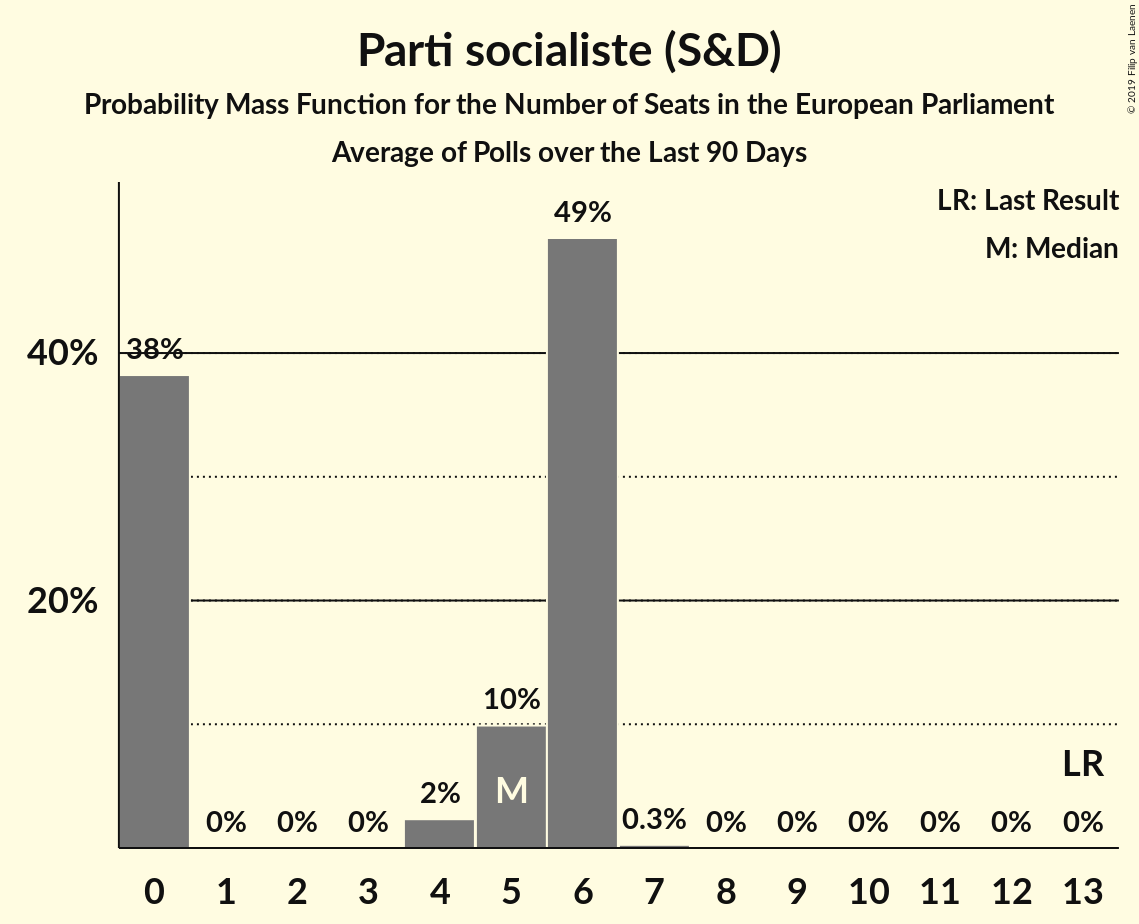 Parti socialiste (S&D)
Probability Mass Function for the Number of Seats in the European Parliament
Average of Polls over the Last 90 Days
© 2019 Filip van Laenen
LR: Last Result
M: Median
49%
40%
38%
20%
10%
LR
M
2%
0% 0% 0% 0.3% 0% 0% 0% 0% 0% 0%
0 1 2 3 4 5 6 7 8 9 10 11 12 13